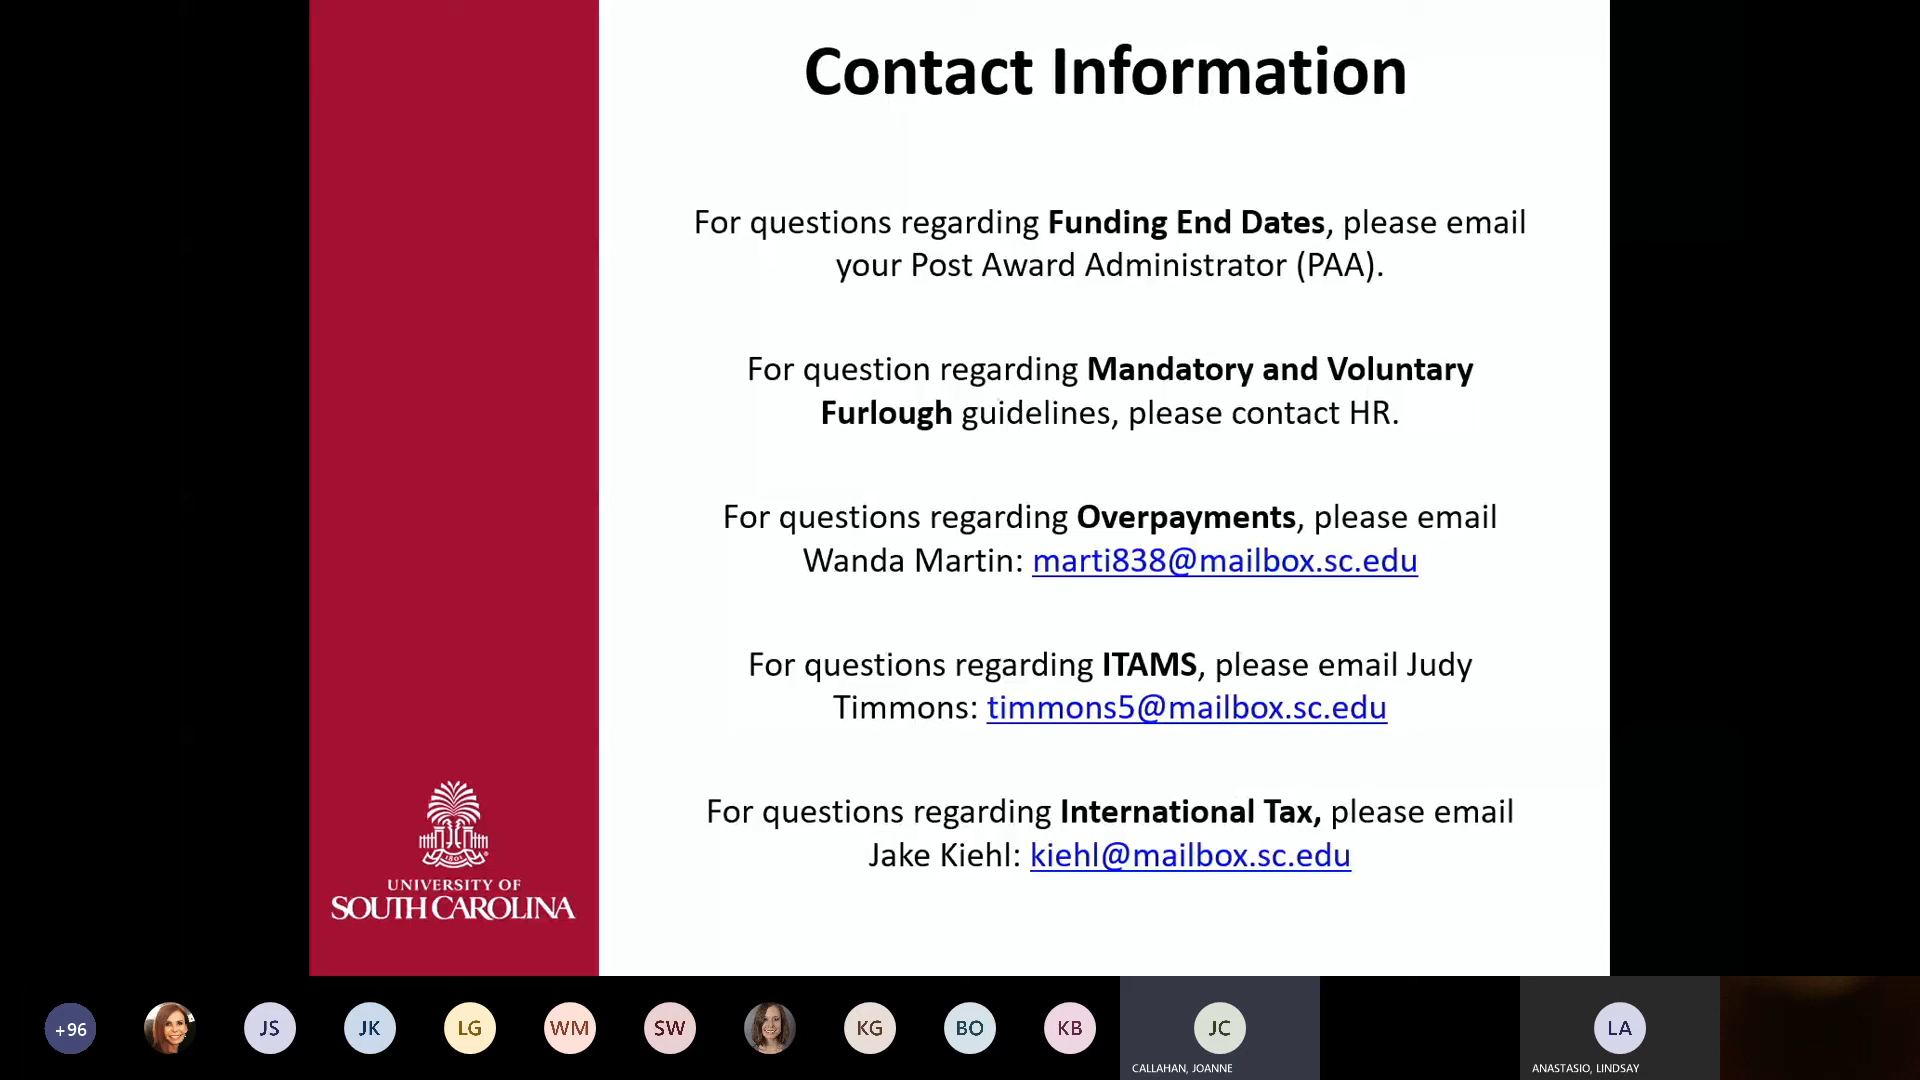 Contact Information
For questions regarding Funding End Dates, please email
your Post Award Administrator (PAA).
For question regarding Mandatory and Voluntary
Furlough guidelines, please contact HR.
For questions regarding Overpayments, please email
Wanda Martin: marti838@mailbox.sc.edu
For questions regarding ITAMS, please email Judy
Timmons: timmons5@mailbox.sc.edu
For questions regarding International Tax, please email
Jake Kiehl: kiehl@mailbox.sc.edu
1801
UNIVERSITY OF
SOUTH CAROLINA
+96
JS
JK
LG
WM
SW
KG
BO
KB
JC
CALLAHAN, JOANNE
LA
ANASTASIO, LINDSAY